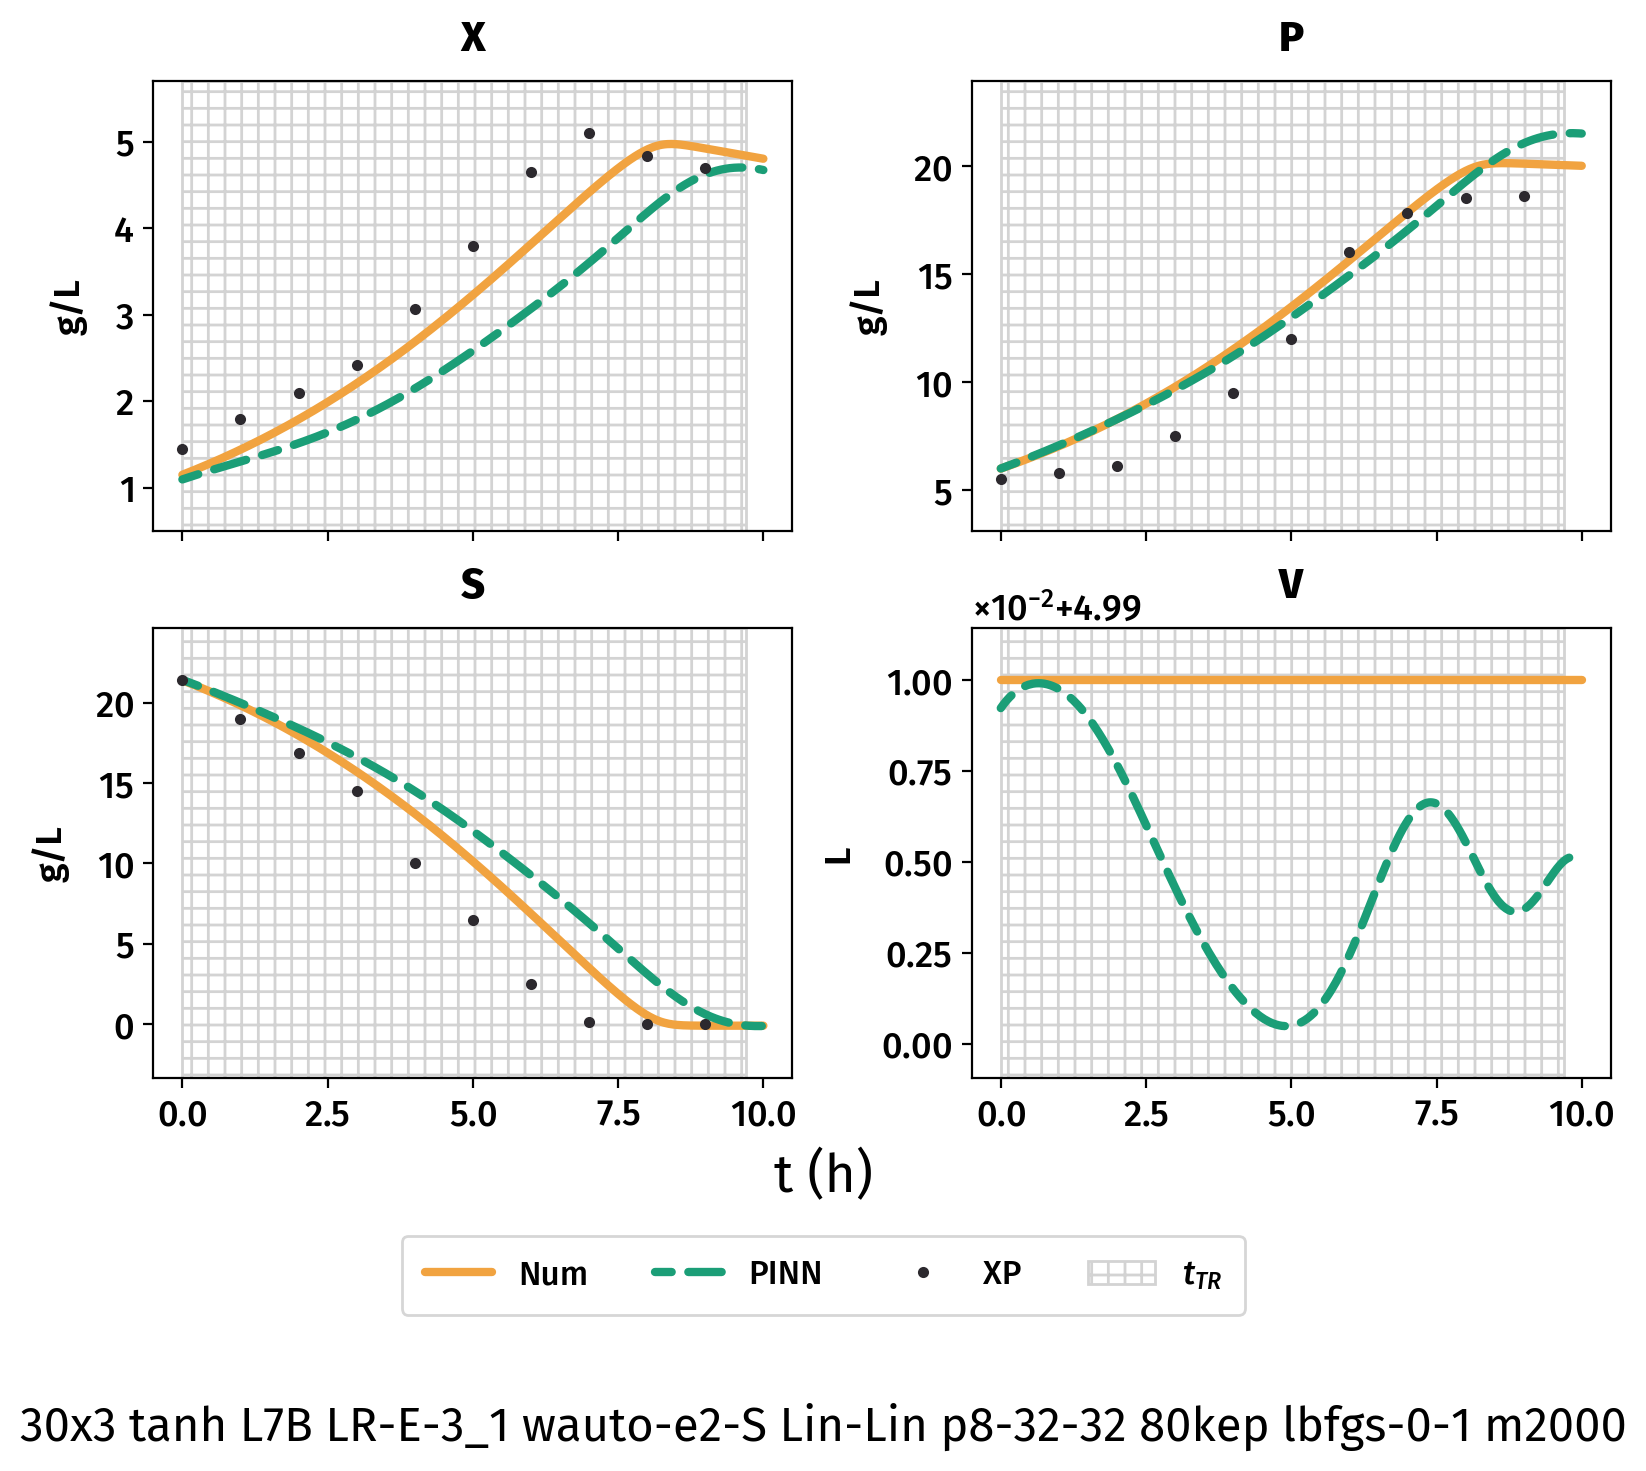 X
P
5
4
3
2
1
g/L
20
15
10
5
g/L
S
V
×10⁻²+4.99
20
15
10
5
0
g/L
1.00
0.75
0.50
0.25
0.00
L
0.0 2.5 5.0 7.5 10.0
0.0 2.5 5.0 7.5 10.0
t (h)
Num PINN XP t_TR
30x3 tanh L7B LR-E-3_1 wauto-e2-S Lin-Lin p8-32-32 80kep lbfgs-0-1 m2000